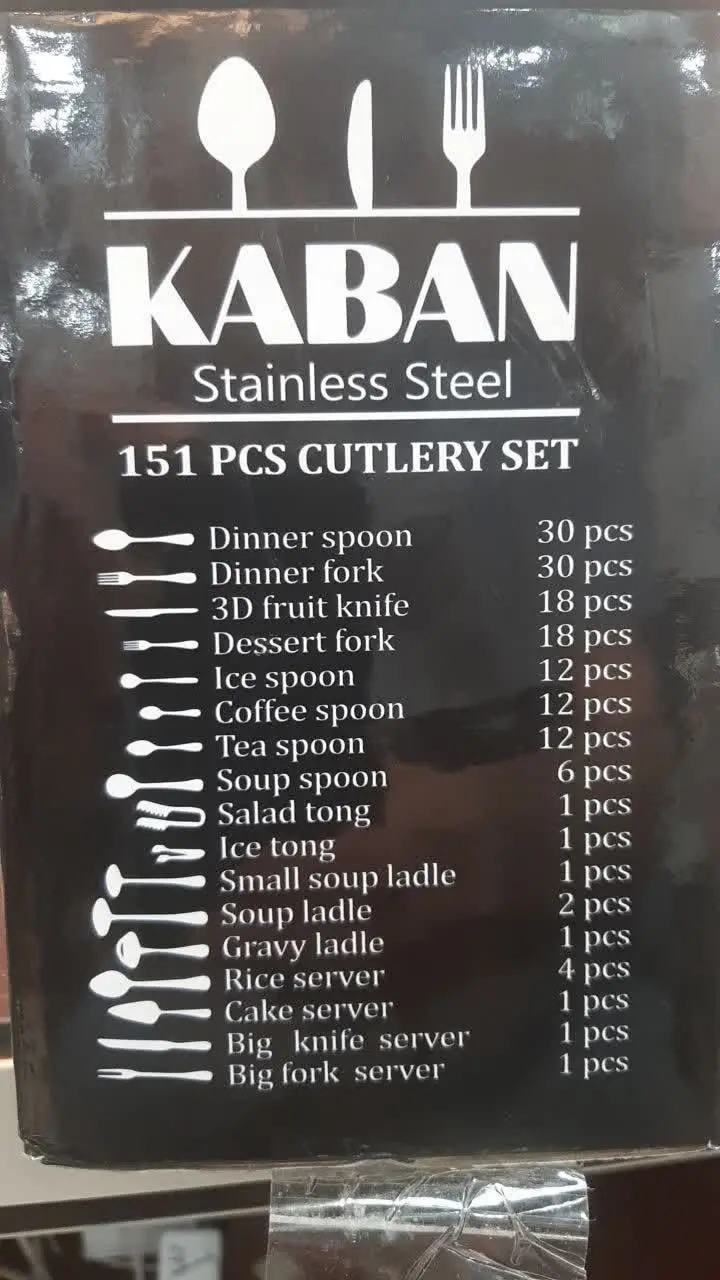 KABAN
Stainless Steel
151 PCS CUTLERY SET
Dinner spoon 30 pcs
Dinner fork 30 pcs
3D fruit knife 18 pcs
Dessert fork 18 pcs
Ice spoon 12 pcs
Coffee spoon 12 pcs
Tea spoon 12 pcs
Soup spoon 6 pcs
Salad tong 1 pcs
Ice tong 1 pcs
Small soup ladle 1 pcs
Soup ladle 2 pcs
Gravy ladle 1 pcs
Rice server 4 pcs
Cake server 1 pcs
Big knife server 1 pcs
Big fork server 1 pcs